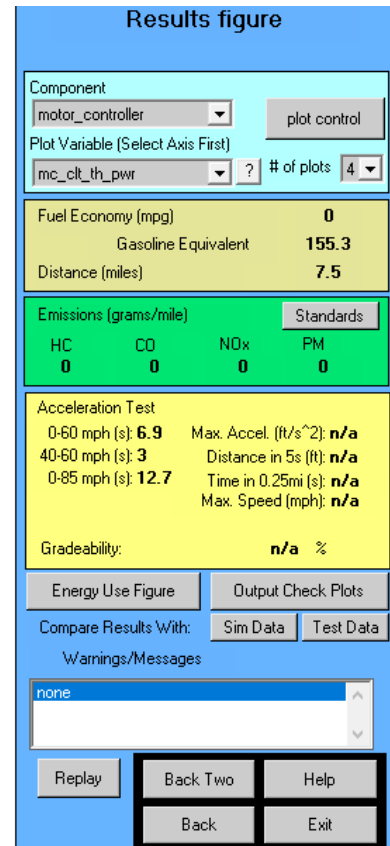 Results figure
Component
motor_controller
plot control
Plot Variable (Select Axis First)
mc_clt_th_pwr ? # of plots 4
Fuel Economy (mpg) 0
Gasoline Equivalent 155.3
Distance (miles) 7.5
Emissions (grams/mile) Standards
HC CO NOx PM
0 0 0 0
Acceleration Test
0-60 mph (s): 6.9 Max. Accel. (ft/s^2): n/a
40-60 mph (s): 3 Distance in 5s (ft): n/a
0-85 mph (s): 12.7 Time in 0.25mi (s): n/a
Max. Speed (mph): n/a
Gradeability: n/a %
Energy Use Figure Output Check Plots
Compare Results With: Sim Data Test Data
Warnings/Messages
none
Replay Back Two Help
Back Exit